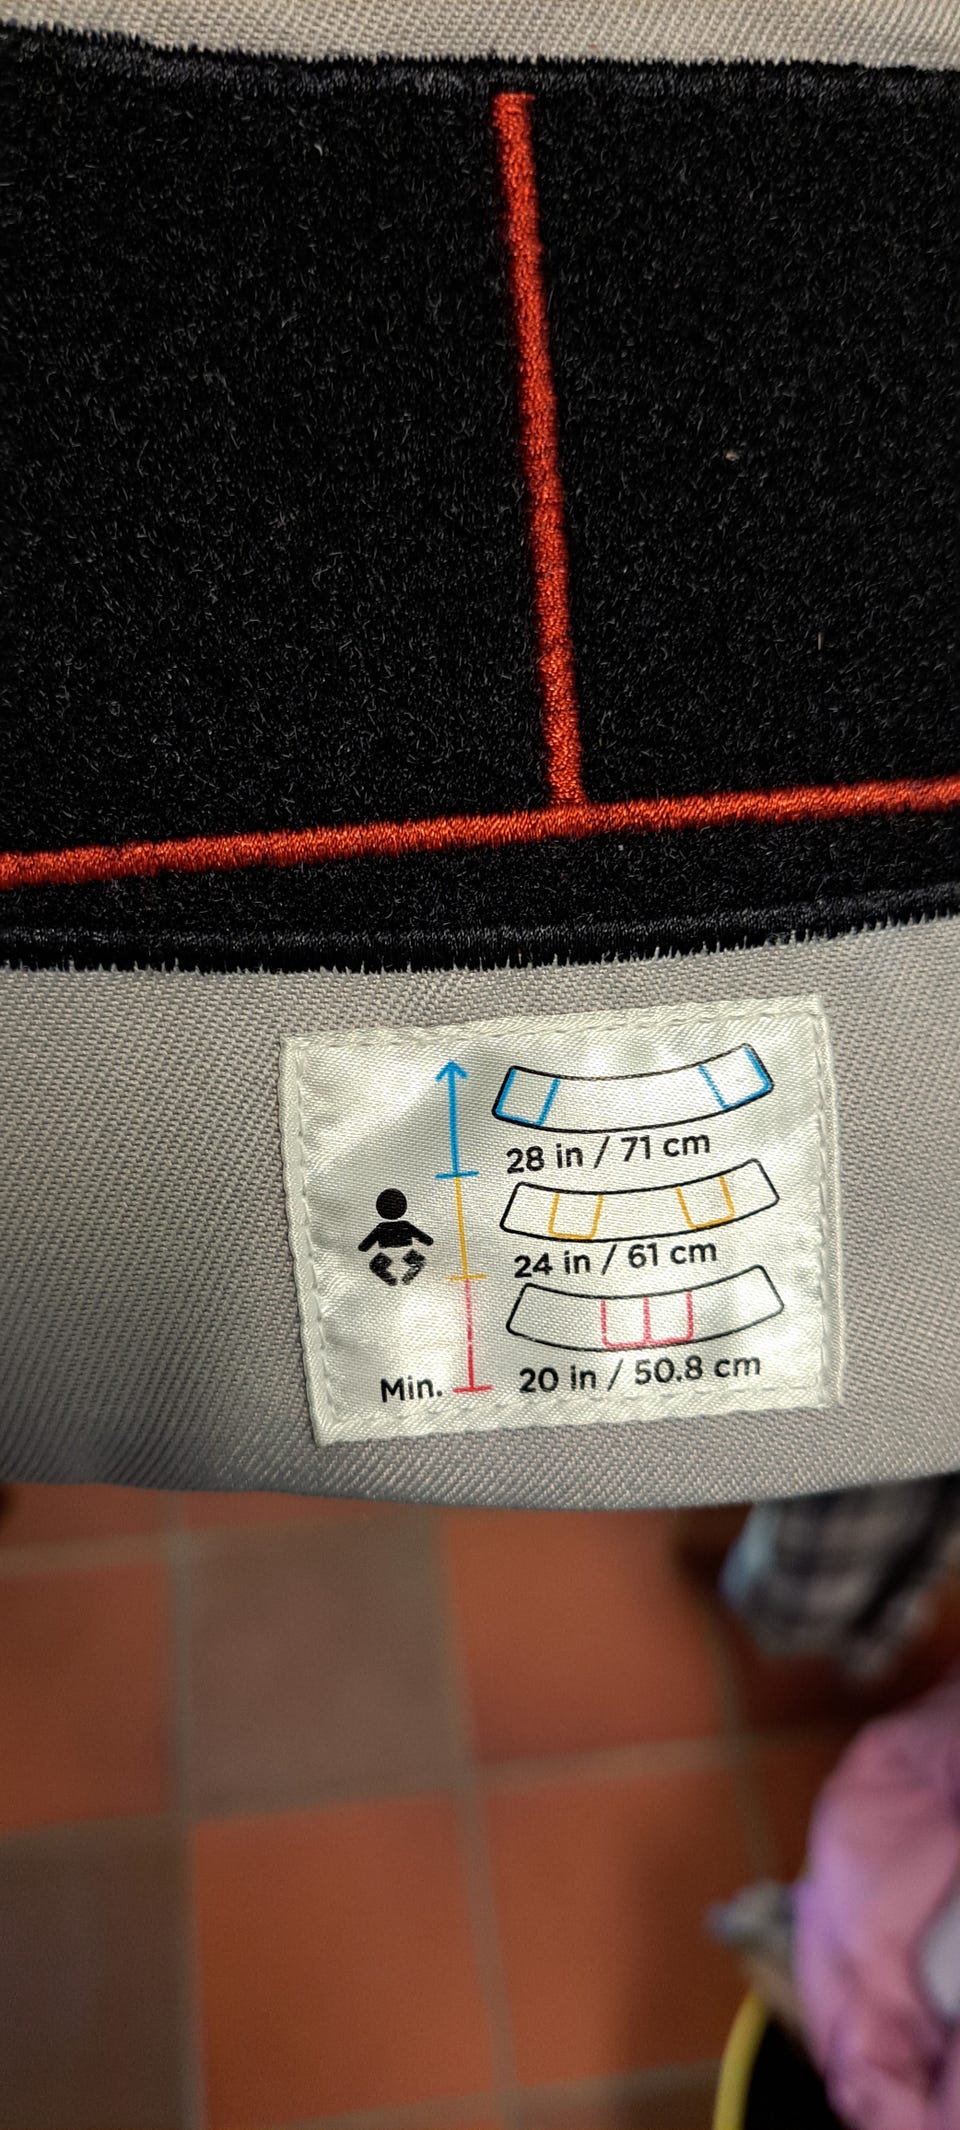 28 in / 71 cm
24 in / 61 cm
Min. 20 in / 50.8 cm